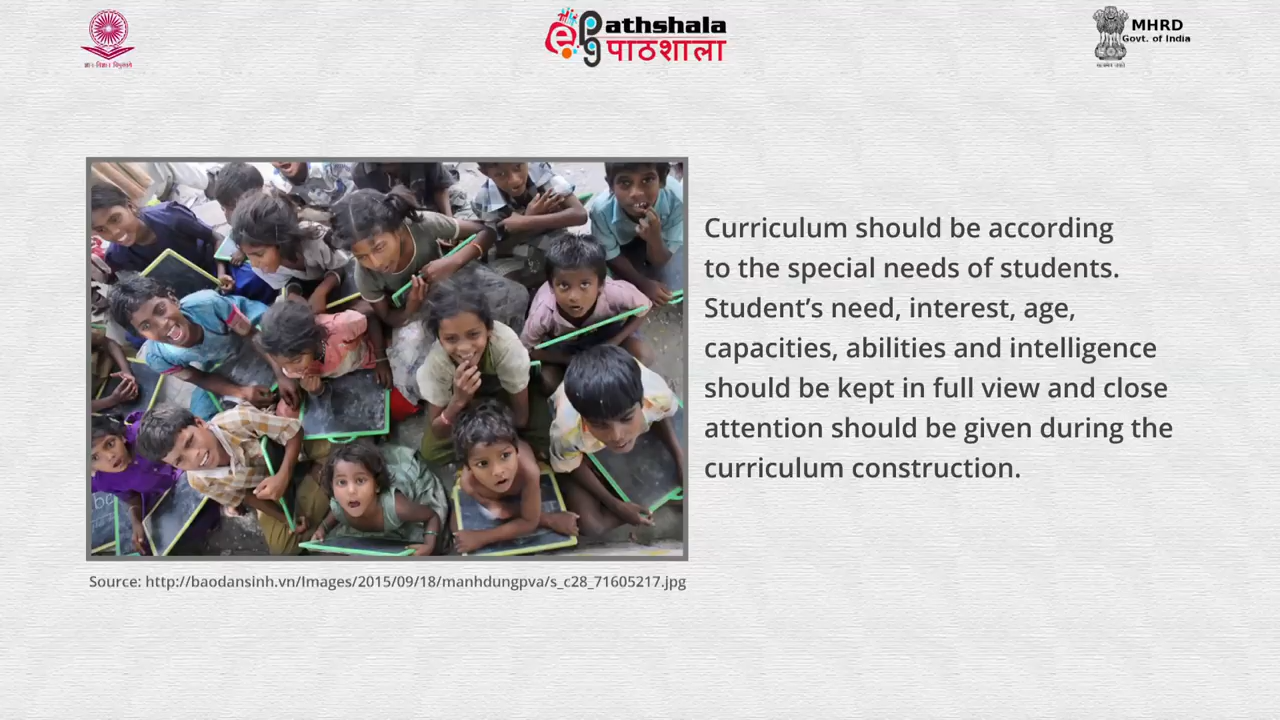 ePG Pathshala
पाठशाला
MHRD
Govt. of India
Curriculum should be according
to the special needs of students.
Student’s need, interest, age,
capacities, abilities and intelligence
should be kept in full view and close
attention should be given during the
curriculum construction.
Source: http://baodansinh.vn/Images/2015/09/18/manhdungpva/s_c28_71605217.jpg